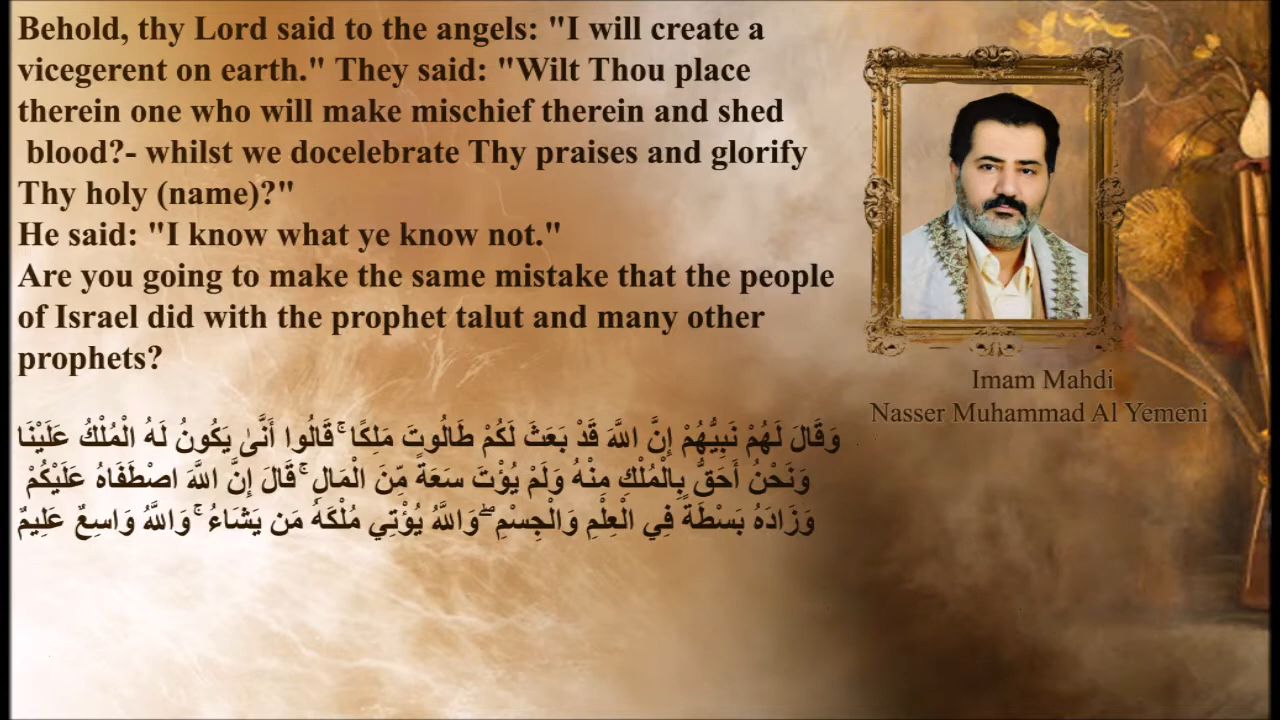 Behold, thy Lord said to the angels: "I will create a
vicegerent on earth." They said: "Wilt Thou place
therein one who will make mischief therein and shed
blood?- whilst we docelebrate Thy praises and glorify
Thy holy (name)?"
He said: "I know what ye know not."
Are you going to make the same mistake that the people
of Israel did with the prophet talut and many other
prophets?
وَقَالَ لَهُمْ نَبِيُّهُمْ إِنَّ اللَّهَ قَدْ بَعَثَ لَكُمْ طَالُوتَ مَلِكًا ۚ قَالُوا أَنَّىٰ يَكُونُ لَهُ الْمُلْكُ عَلَيْنَا
وَنَحْنُ أَحَقُّ بِالْمُلْكِ مِنْهُ وَلَمْ يُؤْتَ سَعَةً مِّنَ الْمَالِ ۚ قَالَ إِنَّ اللَّهَ اصْطَفَاهُ عَلَيْكُمْ
وَزَادَهُ بَسْطَةً فِي الْعِلْمِ وَالْجِسْمِ ۖ وَاللَّهُ يُؤْتِي مُلْكَهُ مَن يَشَاءُ ۚ وَاللَّهُ وَاسِعٌ عَلِيمٌ
Imam Mahdi
Nasser Muhammad Al Yemeni